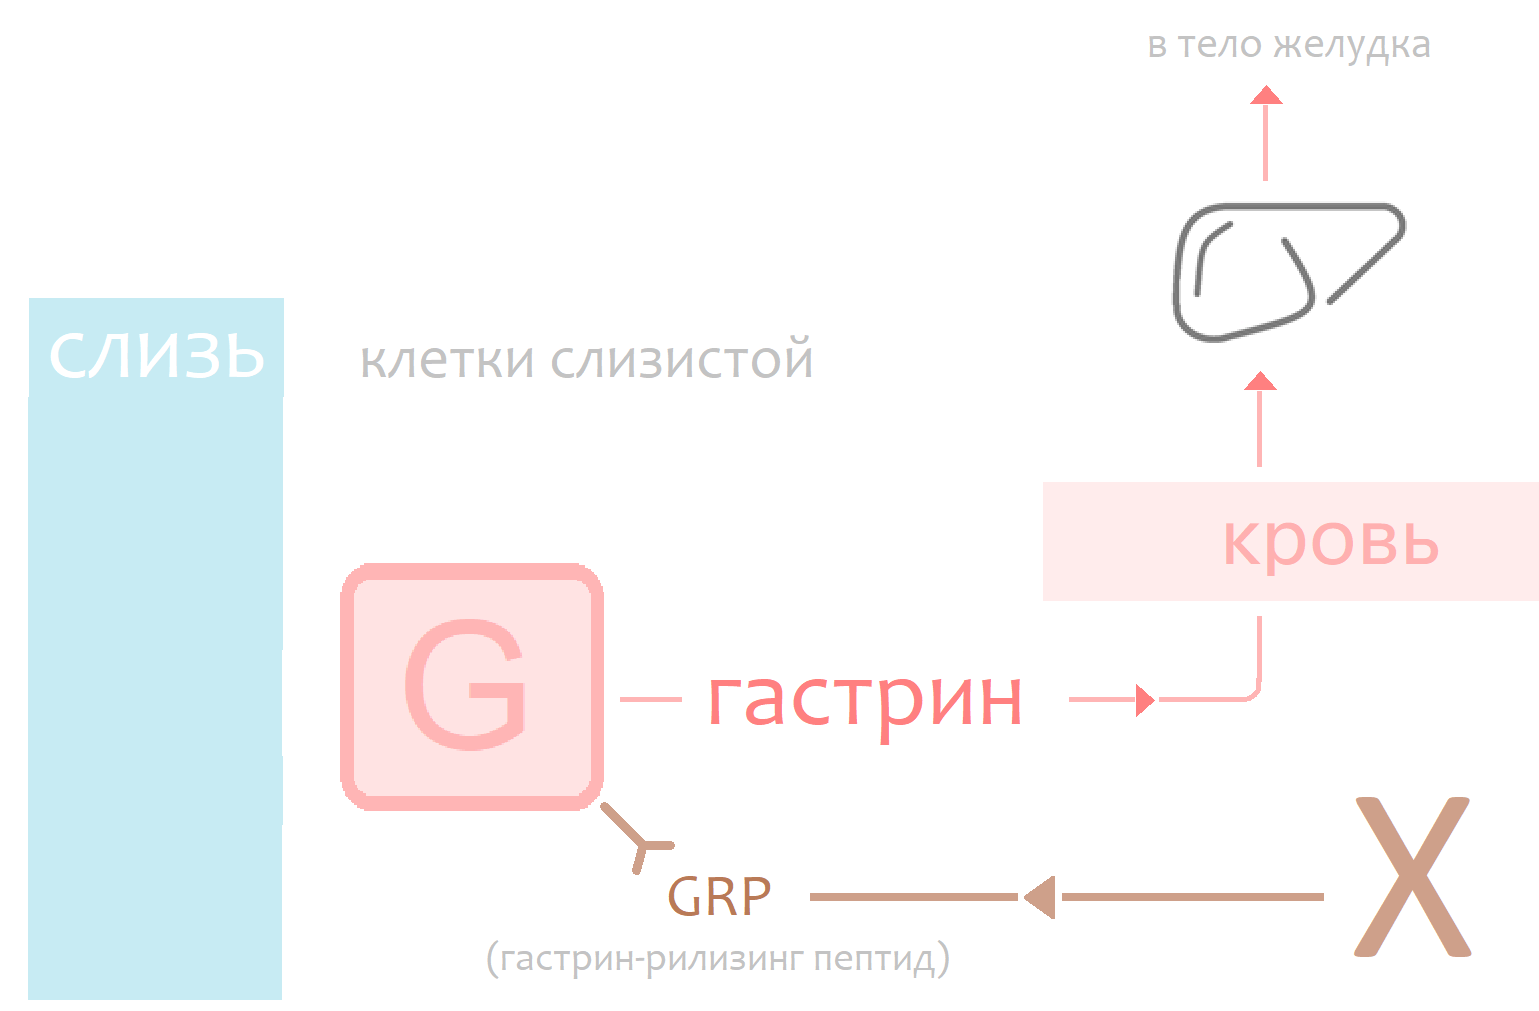 в тело желудка
слизь
клетки слизистой
кровь
G
гастрин
X
GRP
(гастрин-рилизинг пептид)